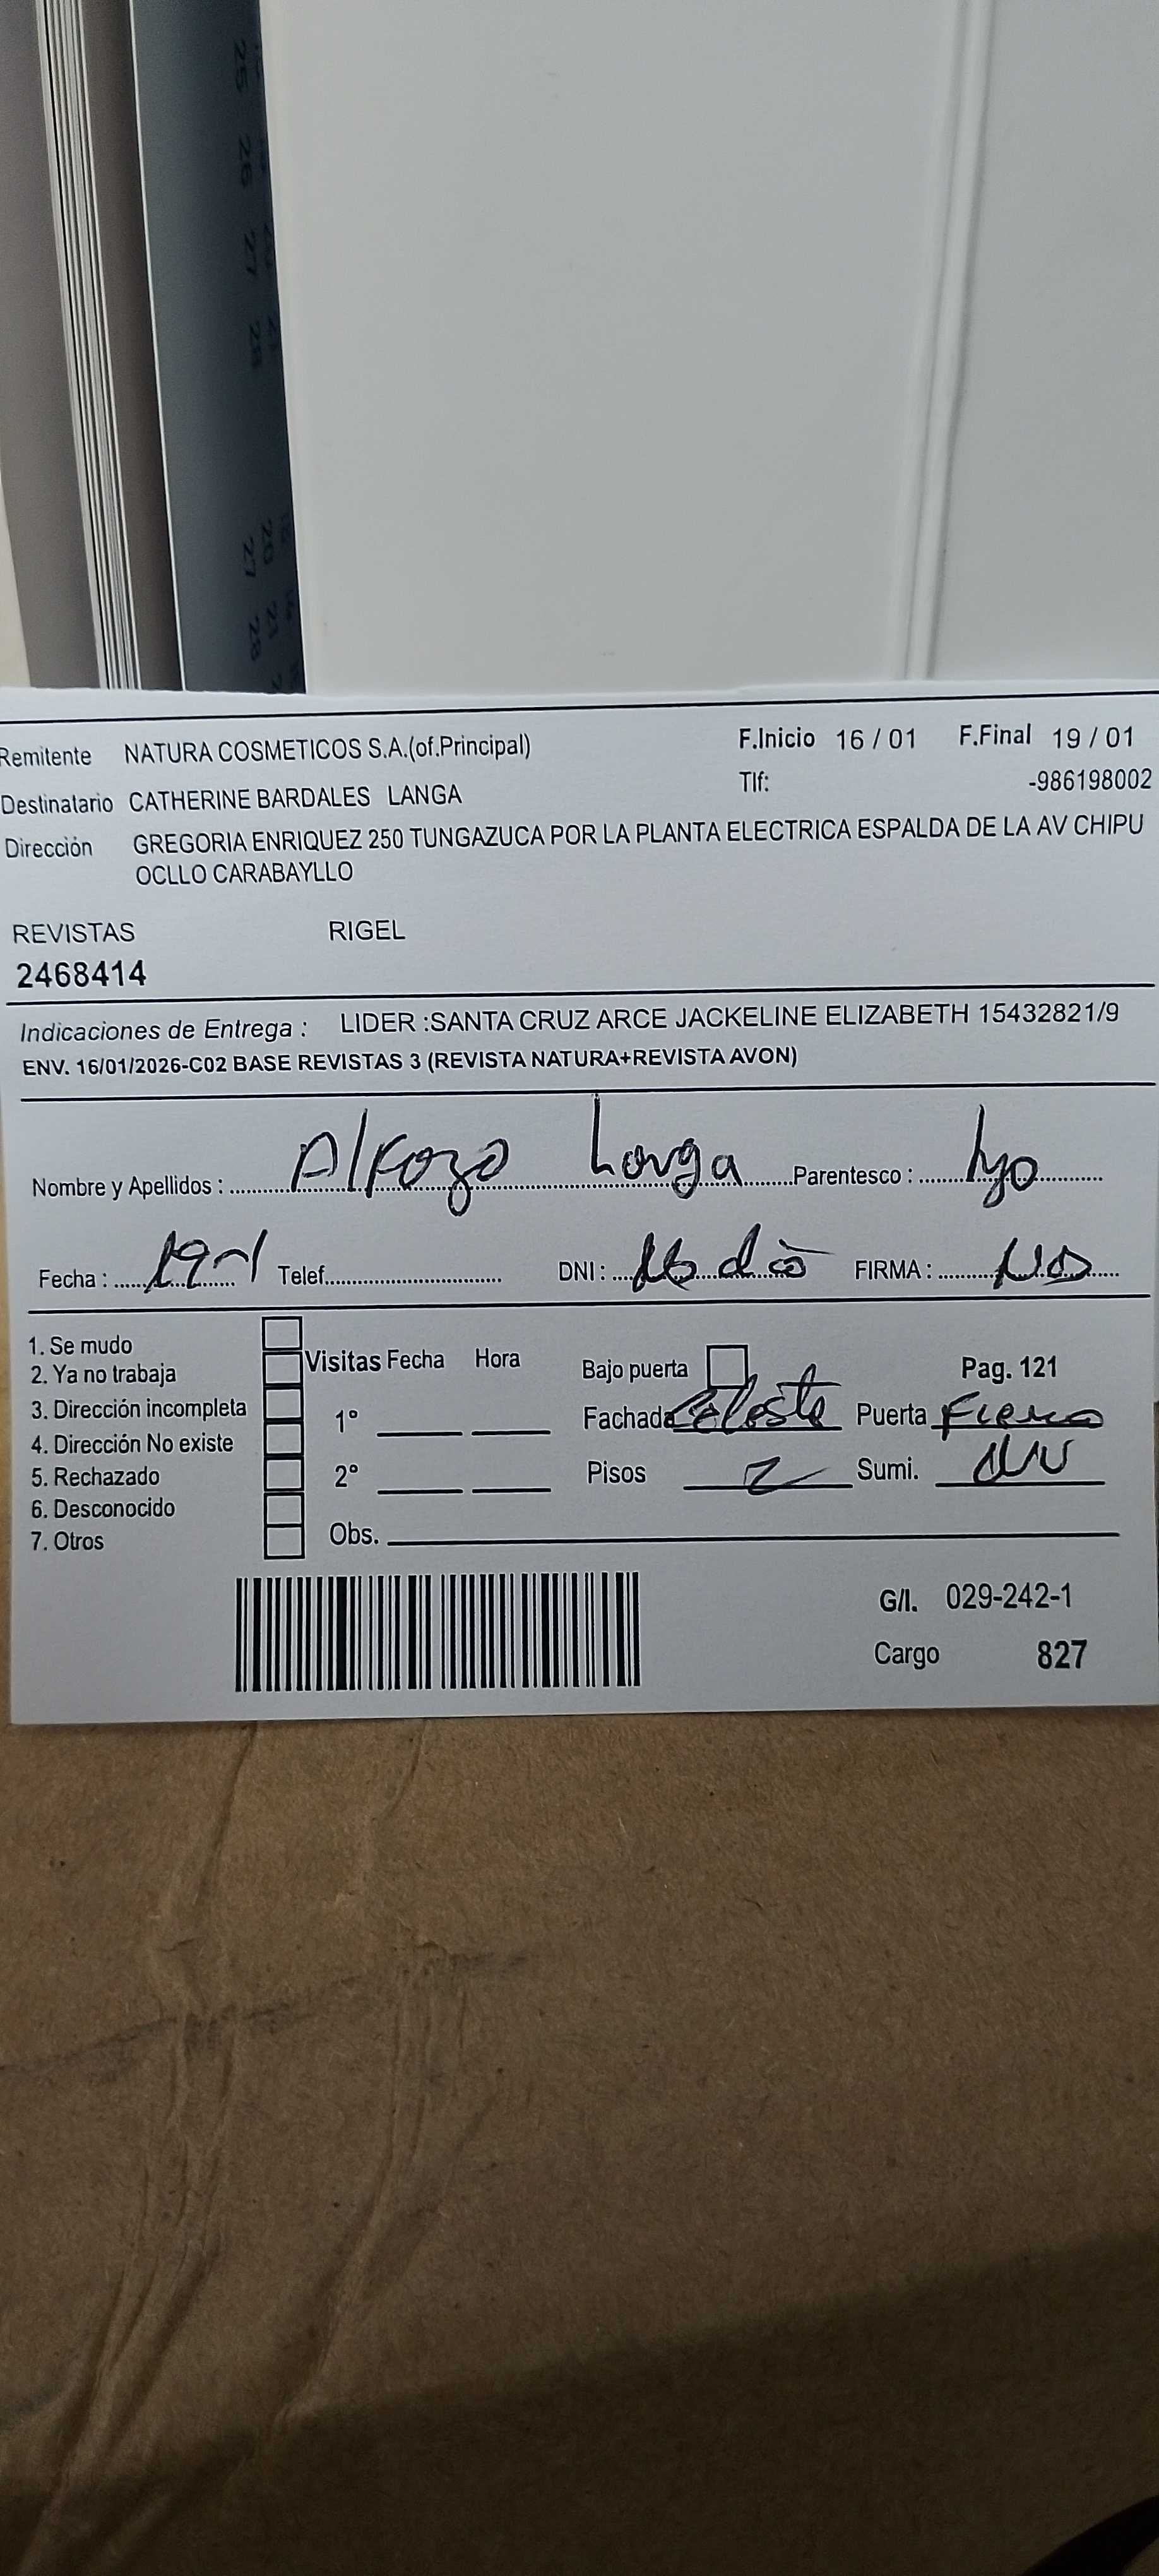 Remitente NATURA COSMETICOS S.A.(of.Principal) F.Inicio 16 / 01 F.Final 19 / 01
Destinatario CATHERINE BARDALES LANGA Tlf: -986198002
Dirección GREGORIA ENRIQUEZ 250 TUNGAZUCA POR LA PLANTA ELECTRICA ESPALDA DE LA AV CHIPU
OCLLO CARABAYLLO
REVISTAS RIGEL
2468414
Indicaciones de Entrega : LIDER :SANTA CRUZ ARCE JACKELINE ELIZABETH 15432821/9
ENV. 16/01/2026-C02 BASE REVISTAS 3 (REVISTA NATURA+REVISTA AVON)
Nombre y Apellidos : Langa Parentesco :
Fecha : 19-1 Telef. DNI : No dio FIRMA :
1. Se mudo
2. Ya no trabaja Visitas Fecha Hora Bajo puerta Pag. 121
3. Dirección incompleta 1° Fachada Celeste Puerta Fierro
4. Dirección No existe
5. Rechazado 2° Pisos 2 Sumi.
6. Desconocido
7. Otros Obs.
G/I. 029-242-1
Cargo 827